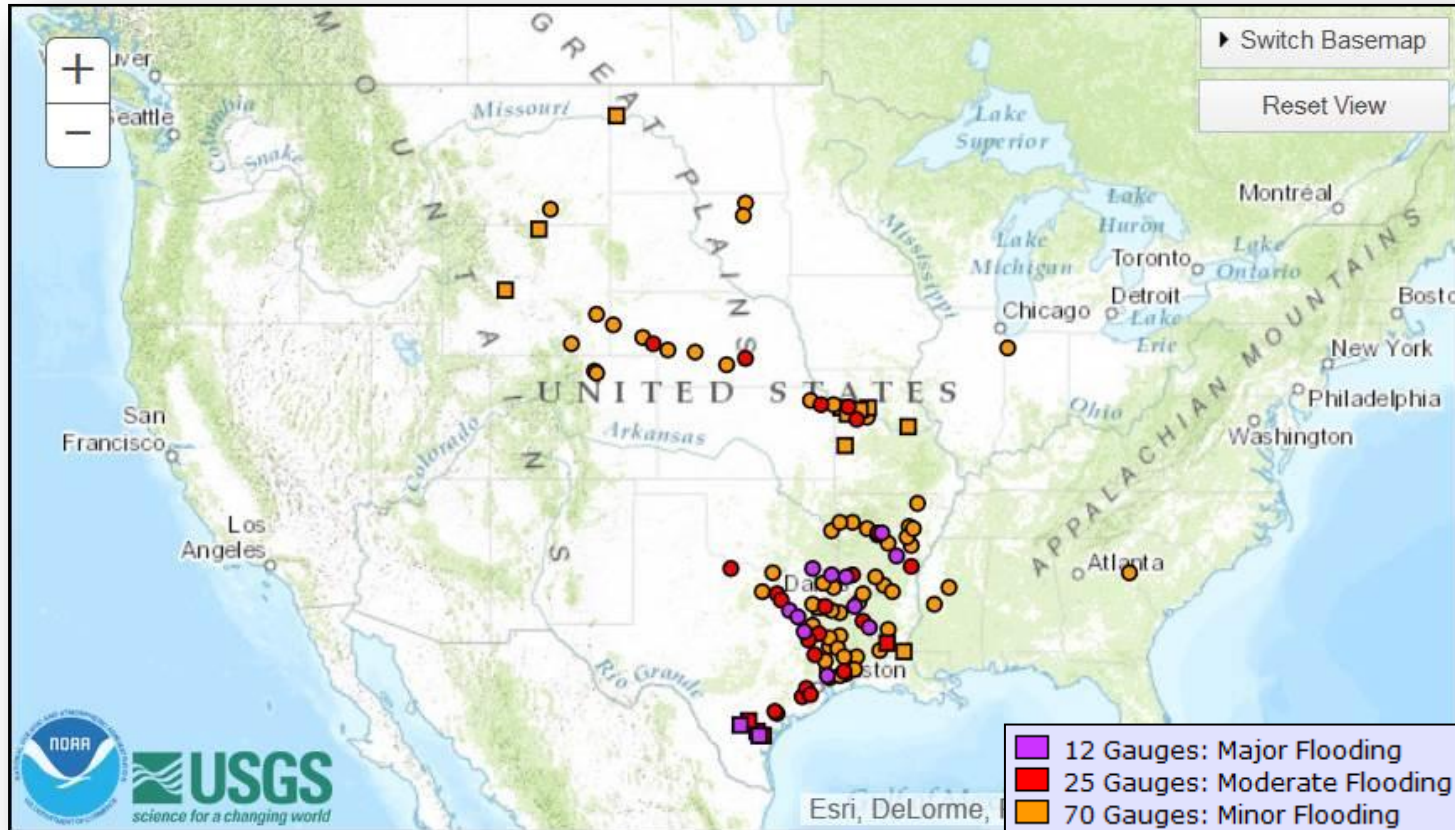 ▸ Switch Basemap
Reset View
+
−
Seattle
Columbia
Snake
Missouri
GREAT PLAINS
MOUNTAINS
Lake
Superior
Lake
Huron
Lake
Michigan
Montréal
Toronto
Lake
Ontario
Mississippi
Chicago
Detroit
Lake
Erie
New York
Philadelphia
Washington
UNITED STATES
Ohio
APPALACHIAN MOUNTAINS
San
Francisco
Colorado
Arkansas
Los
Angeles
Atlanta
Rio Grande
NOAA
USGS
science for a changing world
Esri, DeLorme,
12 Gauges: Major Flooding
25 Gauges: Moderate Flooding
70 Gauges: Minor Flooding